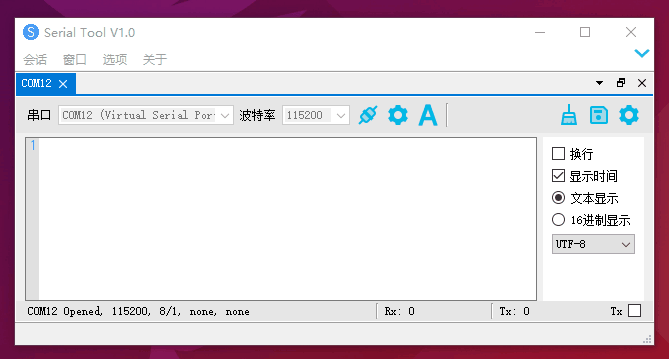 S Serial Tool V1.0
会话 窗口 选项 关于
COM12
串口 COM12 (Virtual Serial Por 波特率 115200 A
1
换行
显示时间
文本显示
16进制显示
UTF-8
COM12 Opened, 115200, 8/1, none, none Rx: 0 Tx: 0 Tx